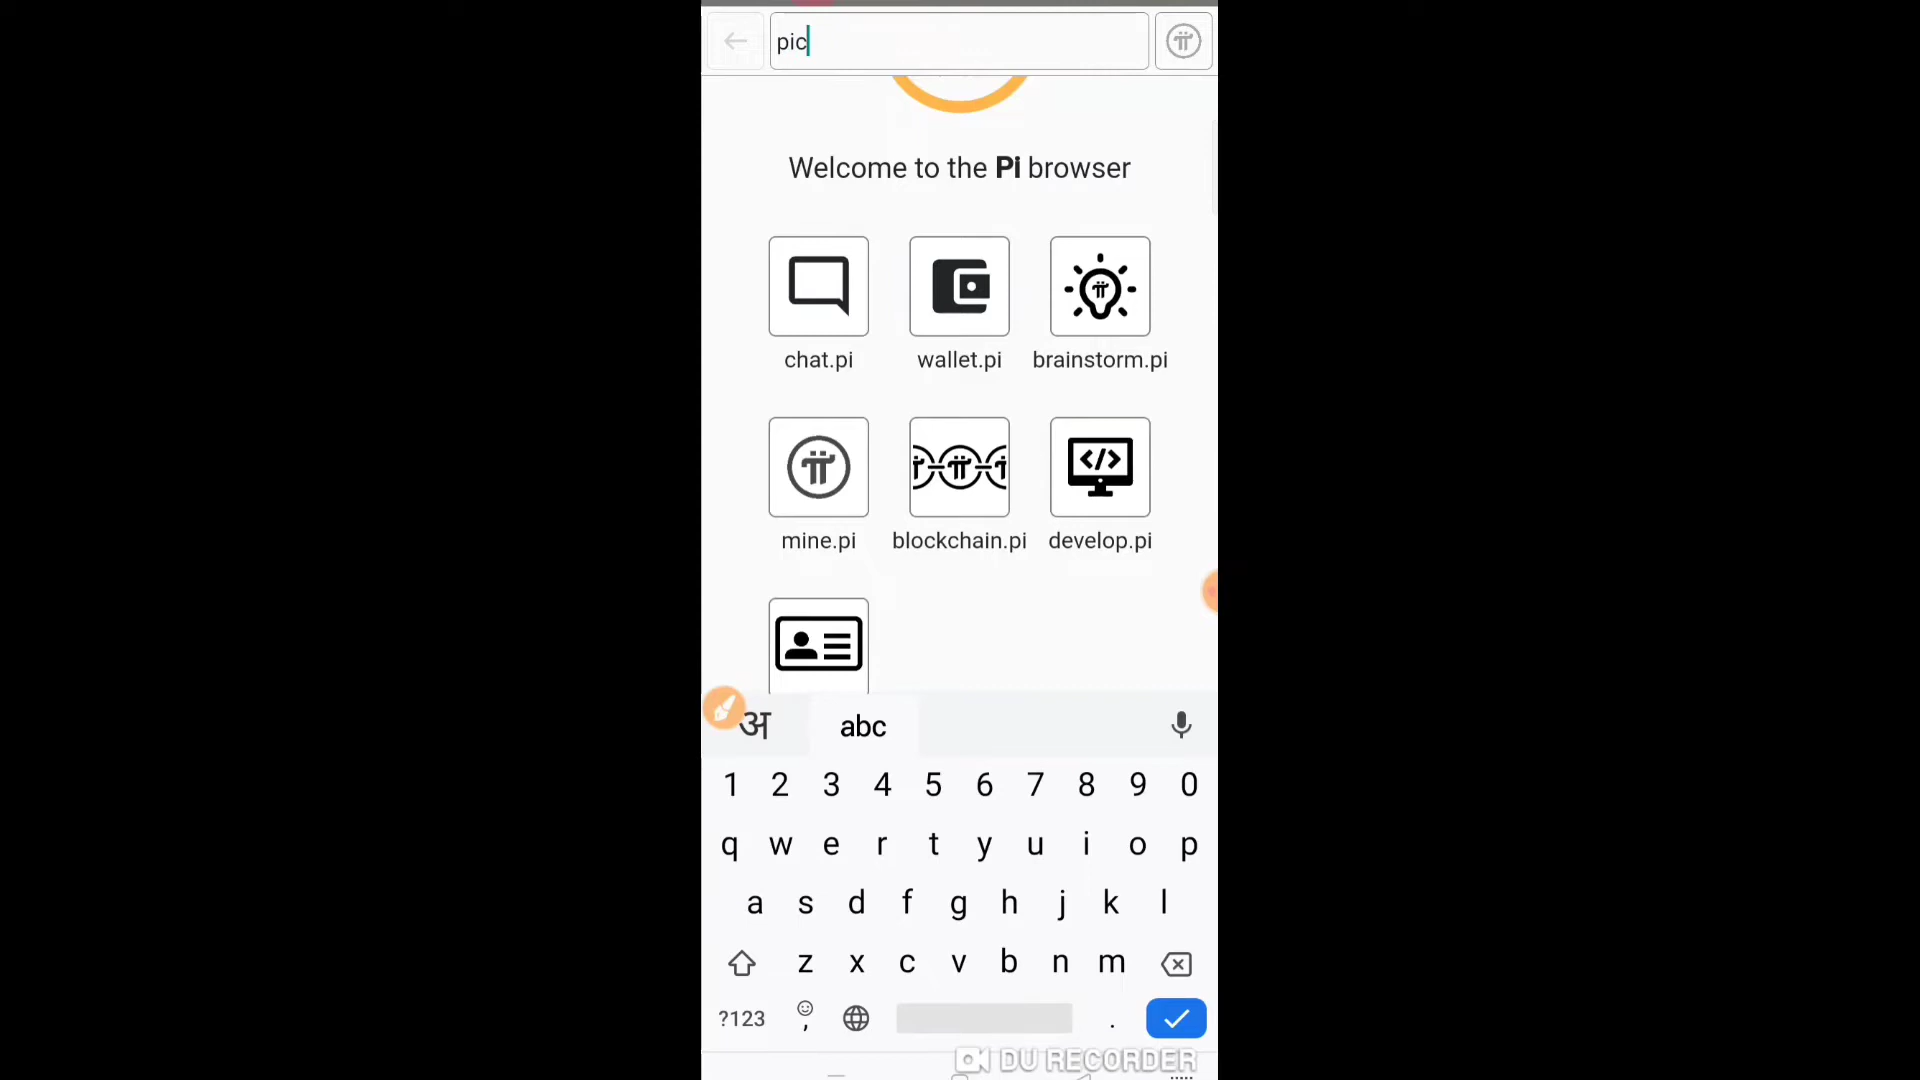 pic
Welcome to the Pi browser
chat.pi wallet.pi brainstorm.pi
mine.pi blockchain.pi develop.pi
अ abc
1 2 3 4 5 6 7 8 9 0
q w e r t y u i o p
a s d f g h j k l
z x c v b n m
?123 , .
DU RECORDER